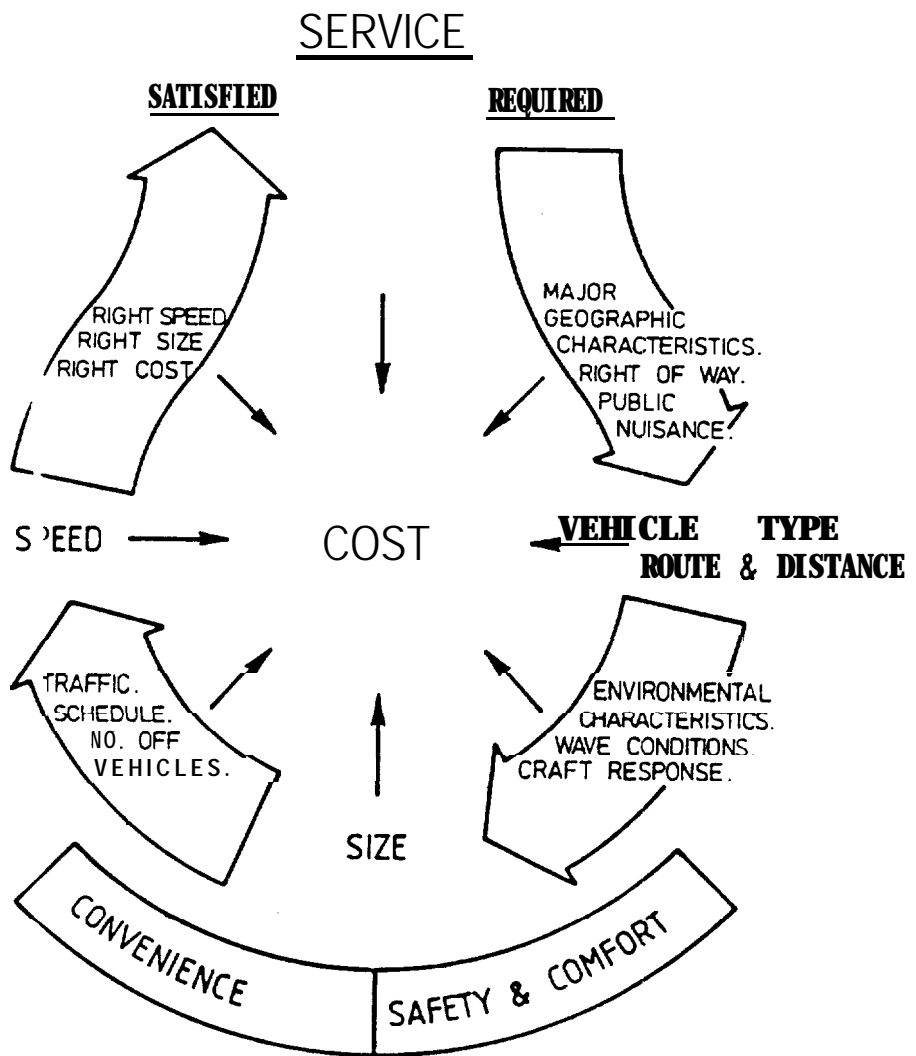 SERVICE
SATISFIED
REQUIRED
RIGHT SPEED
RIGHT SIZE
RIGHT COST
MAJOR
GEOGRAPHIC
CHARACTERISTICS.
RIGHT OF WAY.
PUBLIC
NUISANCE.
SPEED
COST
VEHICLE TYPE
ROUTE & DISTANCE
TRAFFIC.
SCHEDULE.
NO. OFF
VEHICLES.
ENVIRONMENTAL
CHARACTERISTICS.
WAVE CONDITIONS.
CRAFT RESPONSE.
SIZE
CONVENIENCE
SAFETY & COMFORT